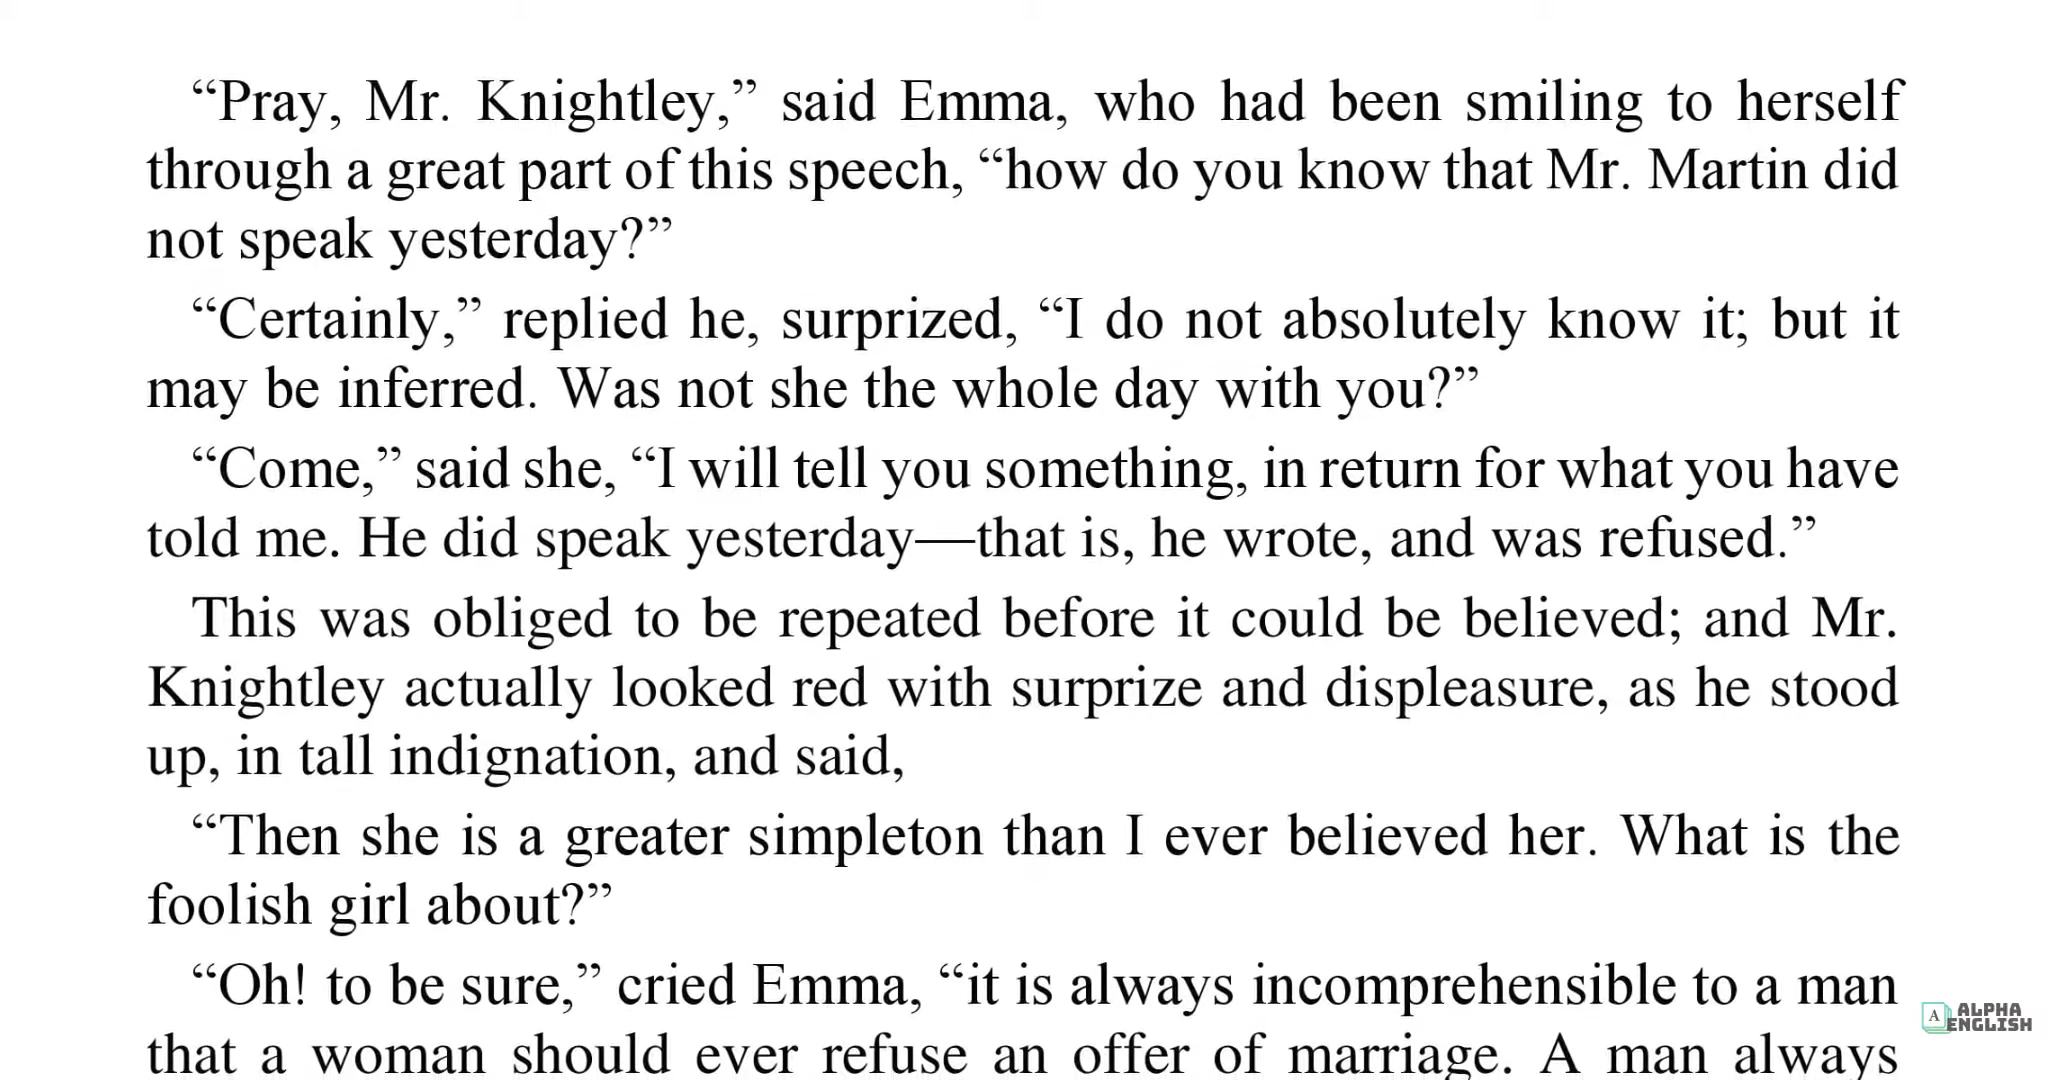 “Pray, Mr. Knightley,” said Emma, who had been smiling to herself
through a great part of this speech, “how do you know that Mr. Martin did
not speak yesterday?”
“Certainly,” replied he, surprized, “I do not absolutely know it; but it
may be inferred. Was not she the whole day with you?”
“Come,” said she, “I will tell you something, in return for what you have
told me. He did speak yesterday—that is, he wrote, and was refused.”
This was obliged to be repeated before it could be believed; and Mr.
Knightley actually looked red with surprize and displeasure, as he stood
up, in tall indignation, and said,
“Then she is a greater simpleton than I ever believed her. What is the
foolish girl about?”
“Oh! to be sure,” cried Emma, “it is always incomprehensible to a man
that a woman should ever refuse an offer of marriage. A man always
A ALPHA
ENGLISH